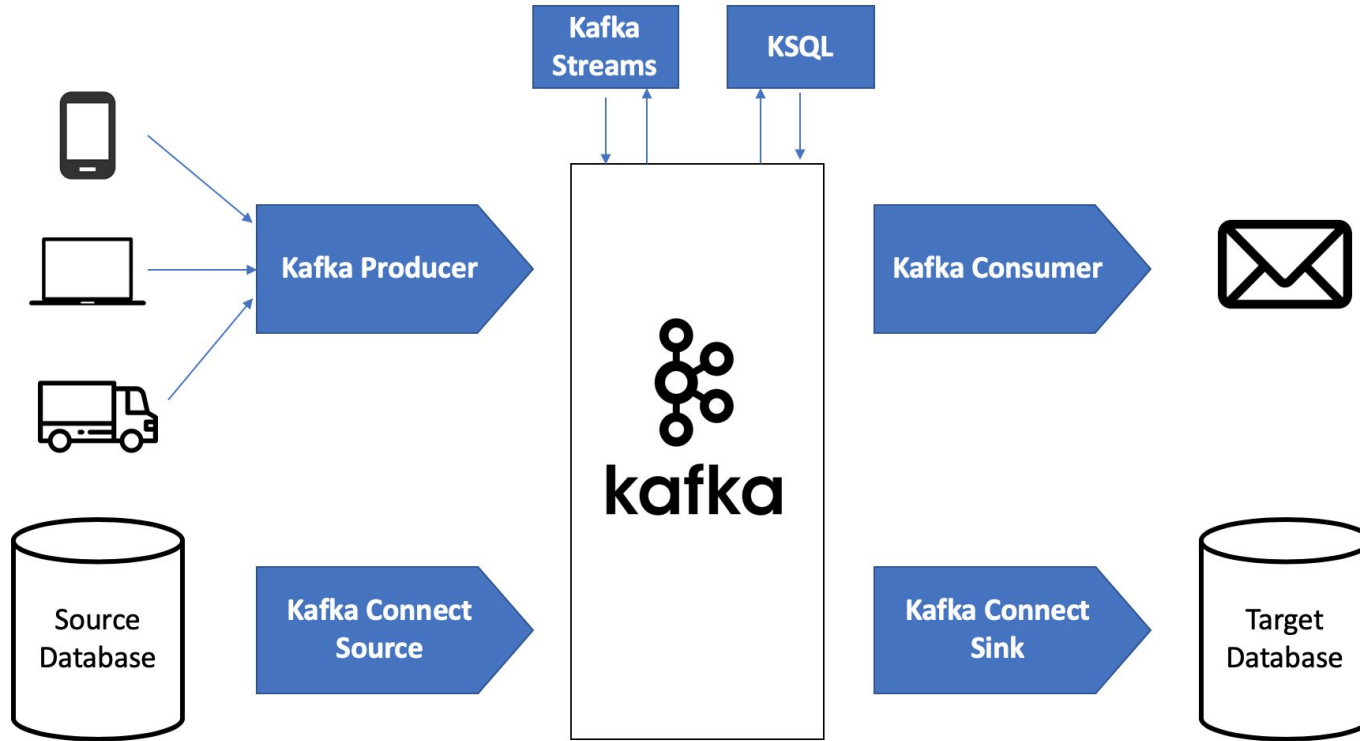 Kafka
Streams
KSQL
Kafka Producer
Kafka Consumer
kafka
Source
Database
Kafka Connect
Source
Kafka Connect
Sink
Target
Database